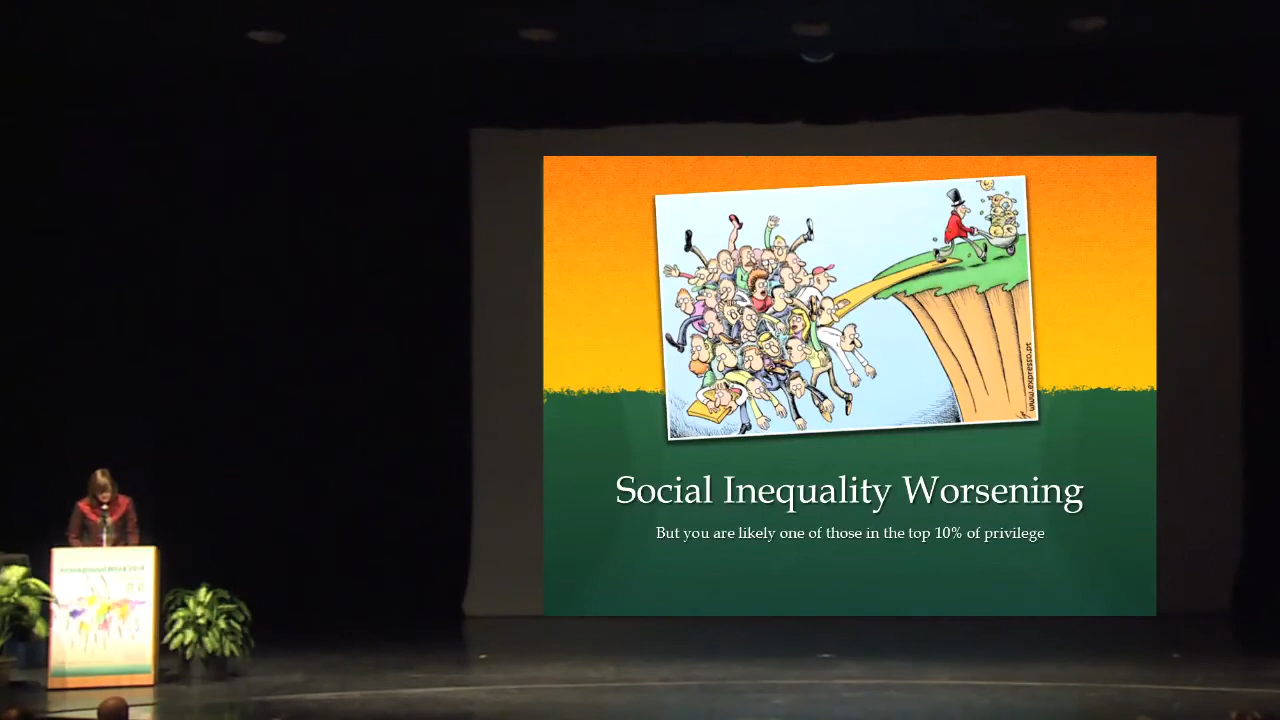 www.expresso.pt
Social Inequality Worsening
But you are likely one of those in the top 10% of privilege